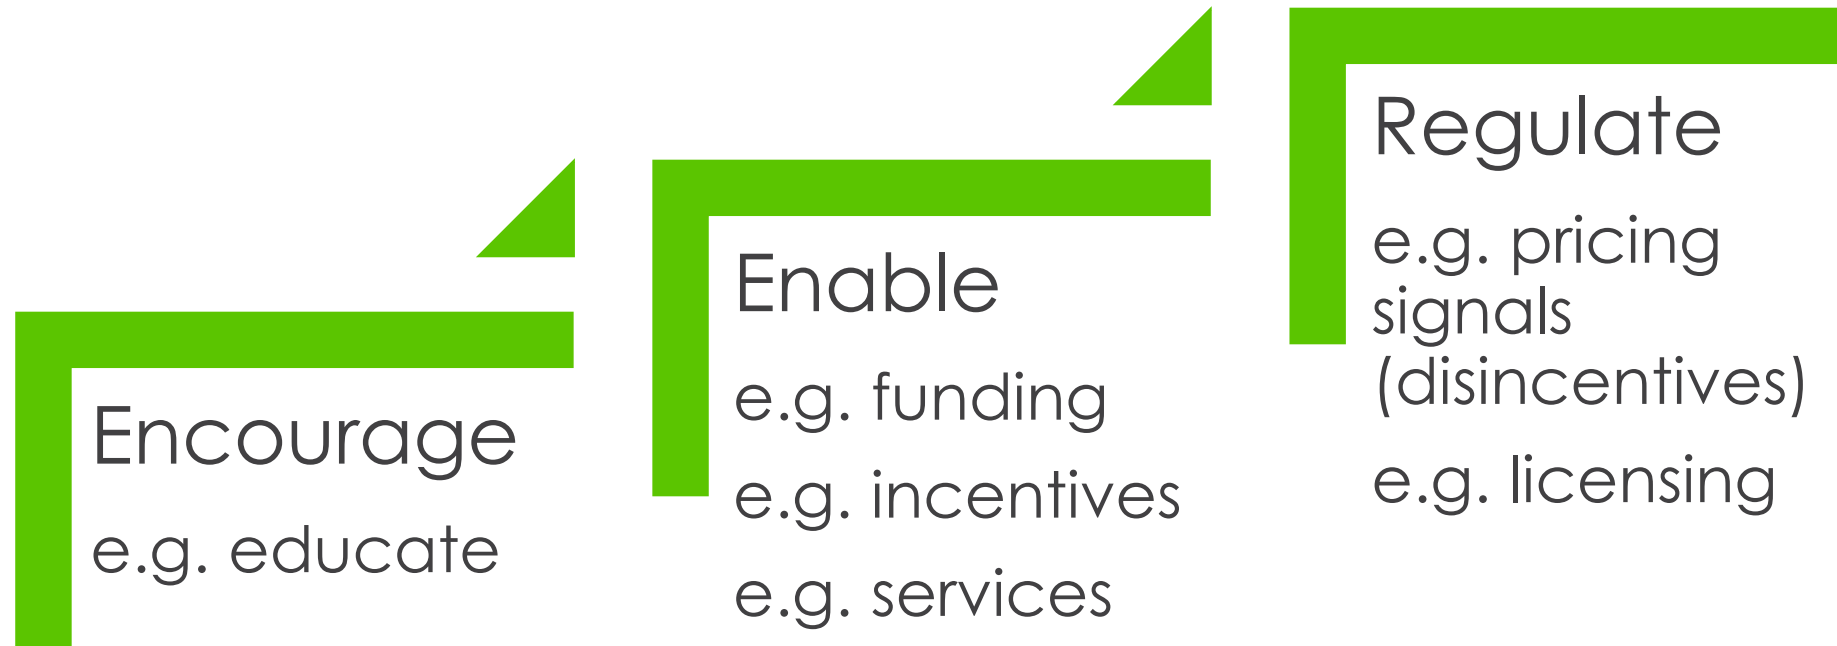 Encourage
e.g. educate
Enable
e.g. funding
e.g. incentives
e.g. services
Regulate
e.g. pricing
signals
(disincentives)
e.g. licensing